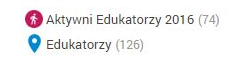 Aktywni Edukatorzy 2016 (74)
Edukatorzy (126)